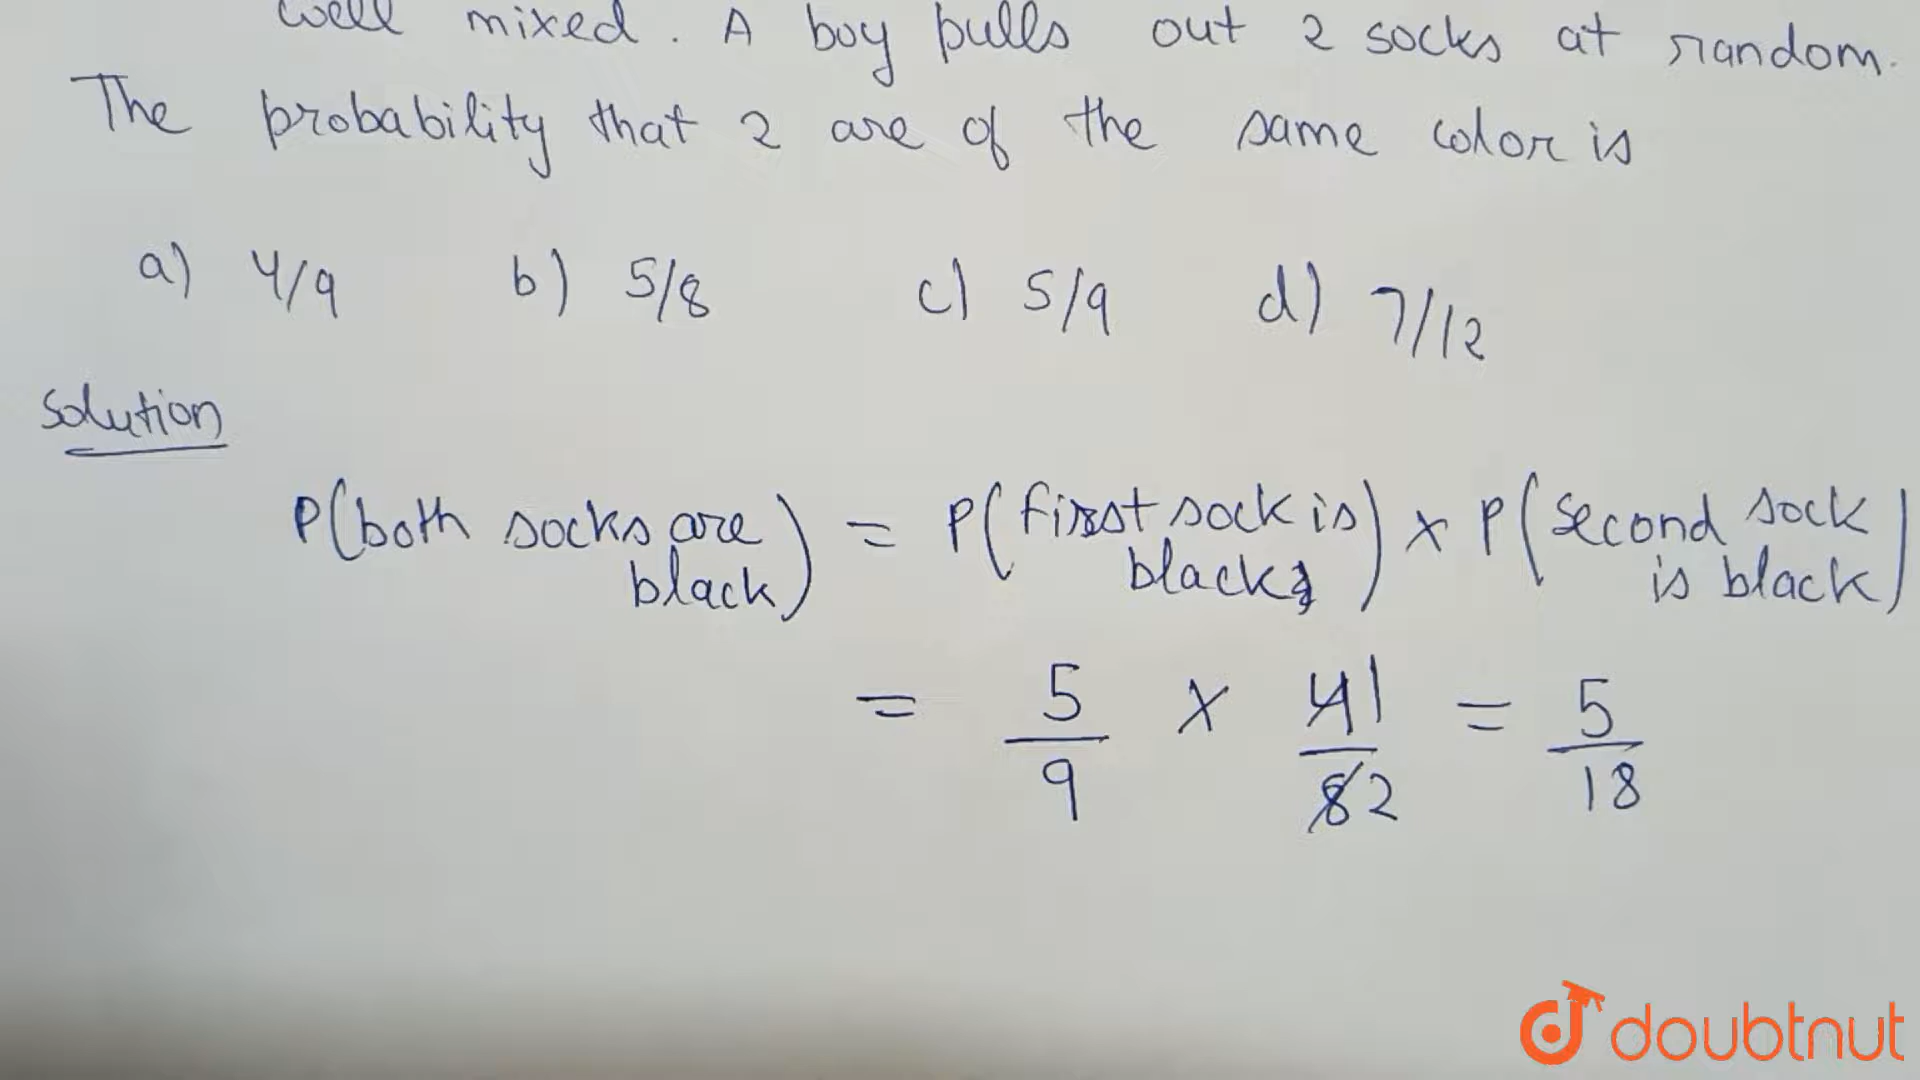 well mixed. A boy pulls out 2 socks at random.
The probability that 2 are of the same color is
a) 4/9 b) 5/8 c) 5/9 d) 7/12
Solution
P(both socks are black) = P(first sock is black) x P(second sock is black)
= 5/9 x 41/82 = 5/18
doubtnut